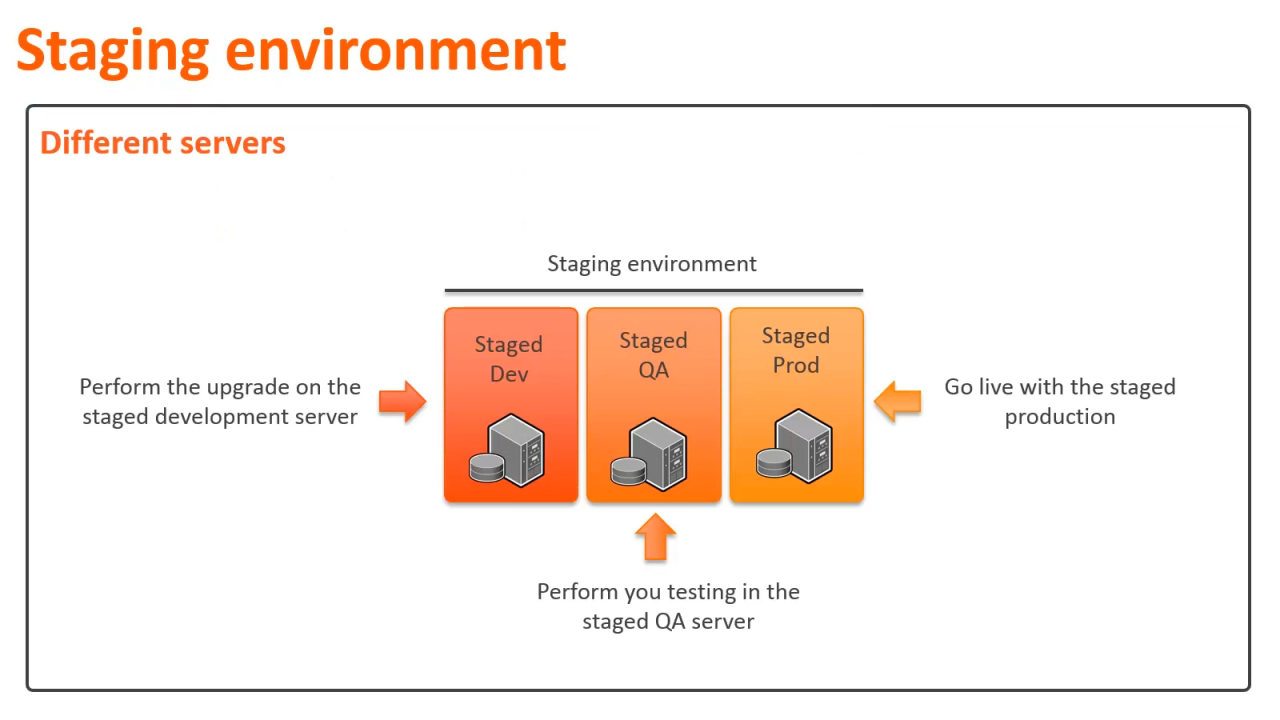 Staging environment
Different servers
Staging environment
Staged
Dev
Staged
QA
Staged
Prod
Perform the upgrade on the
staged development server
Go live with the staged
production
Perform you testing in the
staged QA server